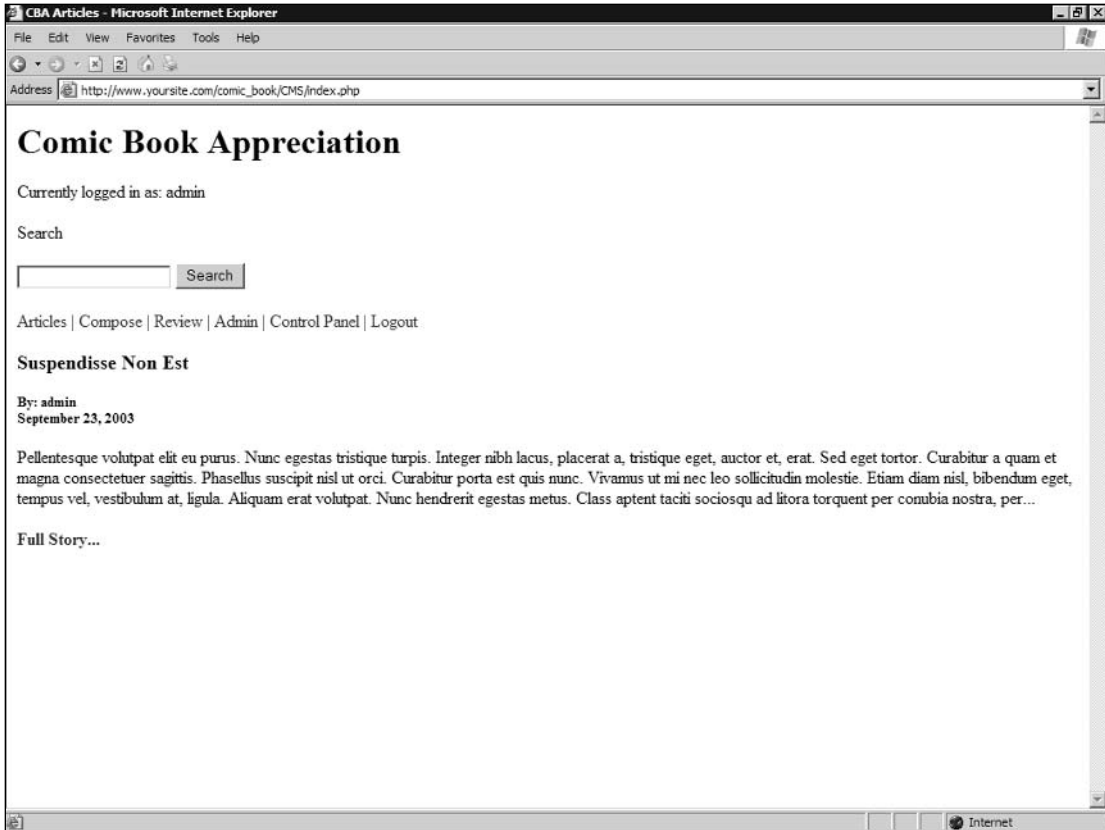 CBA Articles - Microsoft Internet Explorer
File Edit View Favorites Tools Help
Address http://www.yoursite.com/comic_book/CMS/index.php
Comic Book Appreciation
Currently logged in as: admin
Search
Search
Articles | Compose | Review | Admin | Control Panel | Logout
Suspendisse Non Est
By: admin
September 23, 2003
Pellentesque volutpat elit eu purus. Nunc egestas tristique turpis. Integer nibh lacus, placerat a, tristique eget, auctor et, erat. Sed eget tortor. Curabitur a quam et
magna consectetuer sagittis. Phasellus suscipit nisl ut orci. Curabitur porta est quis nunc. Vivamus ut mi nec leo sollicitudin molestie. Etiam diam nisl, bibendum eget,
tempus vel, vestibulum at, ligula. Aliquam erat volutpat. Nunc hendrerit egestas metus. Class aptent taciti sociosqu ad litora torquent per conubia nostra, per...
Full Story...
Internet